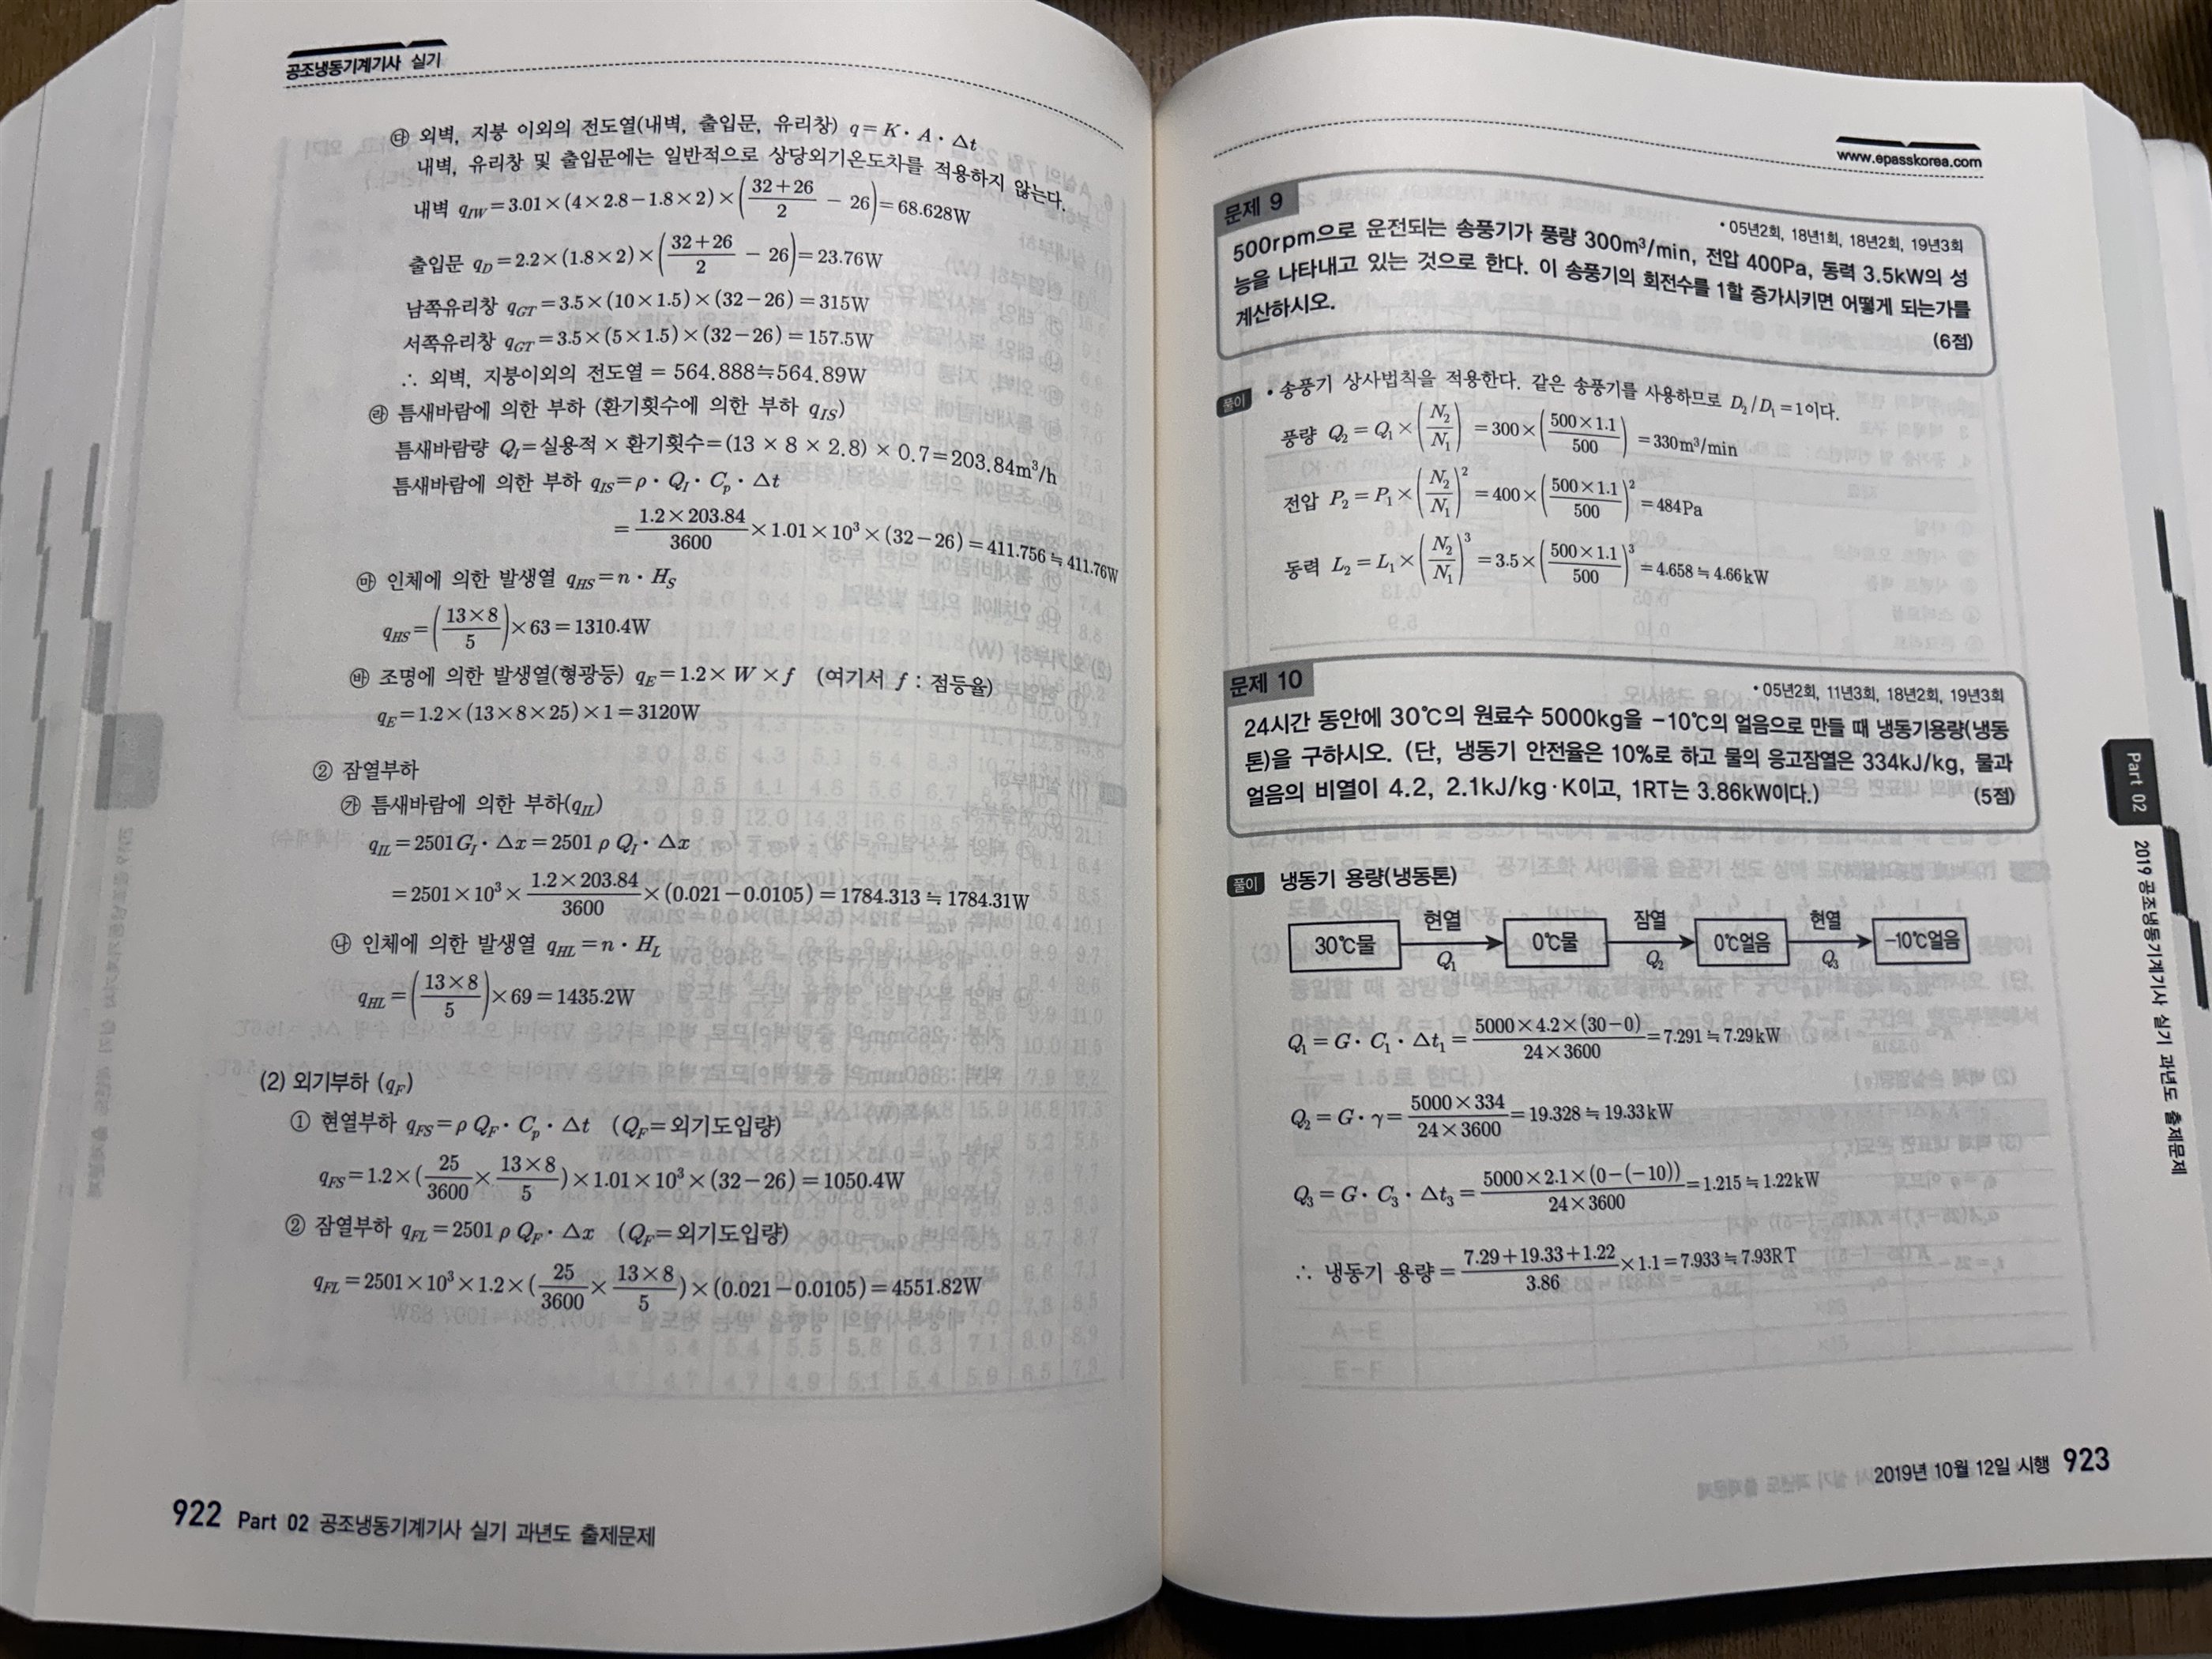 공조냉동기계기사 실기
㉰ 외벽, 지붕 이외의 전도열(내벽, 출입문, 유리창) q=K·A·Δt
내벽, 유리창 및 출입문에는 일반적으로 상당외기온도차를 적용하지 않는다.
내벽 q_IW=3.01×(4×2.8-1.8×2)×((32+26)/2 - 26)=68.628W
출입문 q_D=2.2×(1.8×2)×((32+26)/2 - 26)=23.76W
남쪽유리창 q_GT=3.5×(10×1.5)×(32-26)=315W
서쪽유리창 q_GT=3.5×(5×1.5)×(32-26)=157.5W
∴ 외벽, 지붕이외의 전도열 = 564.888≒564.89W
㉱ 틈새바람에 의한 부하 (환기횟수에 의한 부하 q_IS)
틈새바람량 Q_I=실용적 × 환기횟수=(13 × 8 × 2.8) × 0.7=203.84m³/h
틈새바람에 의한 부하 q_IS=ρ·Q_I·C_p·Δt
=(1.2×203.84)/3600×1.01×10³×(32-26)=411.756≒411.76W
㉲ 인체에 의한 발생열 q_HS=n·H_S
q_HS=((13×8)/5)×63=1310.4W
㉳ 조명에 의한 발생열(형광등) q_E=1.2×W×f (여기서 f : 점등율)
q_E=1.2×(13×8×25)×1=3120W
② 잠열부하
㉮ 틈새바람에 의한 부하(q_IL)
q_IL=2501G_I·Δx=2501 ρ Q_I·Δx
=2501×10³×(1.2×203.84)/3600×(0.021-0.0105)=1784.313≒1784.31W
㉯ 인체에 의한 발생열 q_HL=n·H_L
q_HL=((13×8)/5)×69=1435.2W
(2) 외기부하 (q_F)
① 현열부하 q_FS=ρ Q_F·C_p·Δt (Q_F=외기도입량)
q_FS=1.2×(25/3600×(13×8)/5)×1.01×10³×(32-26)=1050.4W
② 잠열부하 q_FL=2501 ρ Q_F·Δx (Q_F=외기도입량)
q_FL=2501×10³×1.2×(25/3600×(13×8)/5)×(0.021-0.0105)=4551.82W
922 Part 02 공조냉동기계기사 실기 과년도 출제문제
www.epasskorea.com
문제 9
•05년2회, 18년1회, 18년2회, 19년3회
500rpm으로 운전되는 송풍기가 풍량 300m³/min, 전압 400Pa, 동력 3.5kW의 성
능을 나타내고 있는 것으로 한다. 이 송풍기의 회전수를 1할 증가시키면 어떻게 되는가를
계산하시오.
(6점)
풀이 •송풍기 상사법칙을 적용한다. 같은 송풍기를 사용하므로 D₂/D₁=1이다.
풍량 Q₂=Q₁×(N₂/N₁)=300×((500×1.1)/500)=330m³/min
전압 P₂=P₁×(N₂/N₁)²=400×((500×1.1)/500)²=484Pa
동력 L₂=L₁×(N₂/N₁)³=3.5×((500×1.1)/500)³=4.658≒4.66kW
문제 10
•05년2회, 11년3회, 18년2회, 19년3회
24시간 동안에 30℃의 원료수 5000kg을 -10℃의 얼음으로 만들 때 냉동기용량(냉동
톤)을 구하시오. (단, 냉동기 안전율은 10%로 하고 물의 응고잠열은 334kJ/kg, 물과
얼음의 비열이 4.2, 2.1kJ/kg·K이고, 1RT는 3.86kW이다.)
(5점)
풀이 냉동기 용량(냉동톤)
현열 잠열 현열
30℃물 0℃물 0℃얼음 -10℃얼음
Q₁ Q₂ Q₃
Q₁=G·C₁·Δt₁=(5000×4.2×(30-0))/(24×3600)=7.291≒7.29kW
Q₂=G·γ=(5000×334)/(24×3600)=19.328≒19.33kW
Q₃=G·C₃·Δt₃=(5000×2.1×(0-(-10)))/(24×3600)=1.215≒1.22kW
∴ 냉동기 용량=(7.29+19.33+1.22)/3.86×1.1=7.933≒7.93RT
Part 02
2019 공조냉동기계기사 실기 과년도 출제문제
2019년 10월 12일 시행 923